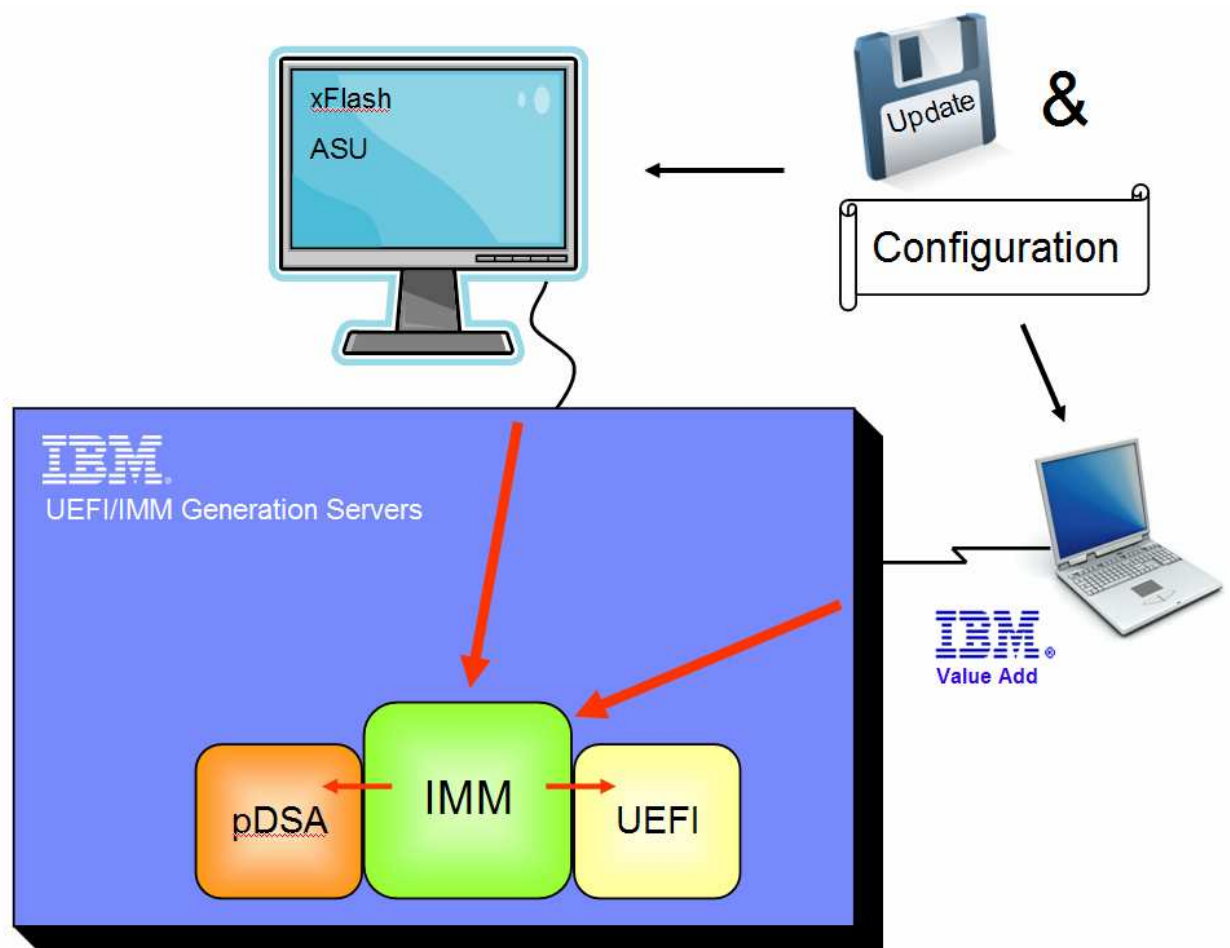 xFlash
ASU
Update
&
Configuration
IBM.
UEFI/IMM Generation Servers
IBM.®
Value Add
pDSA
IMM
UEFI